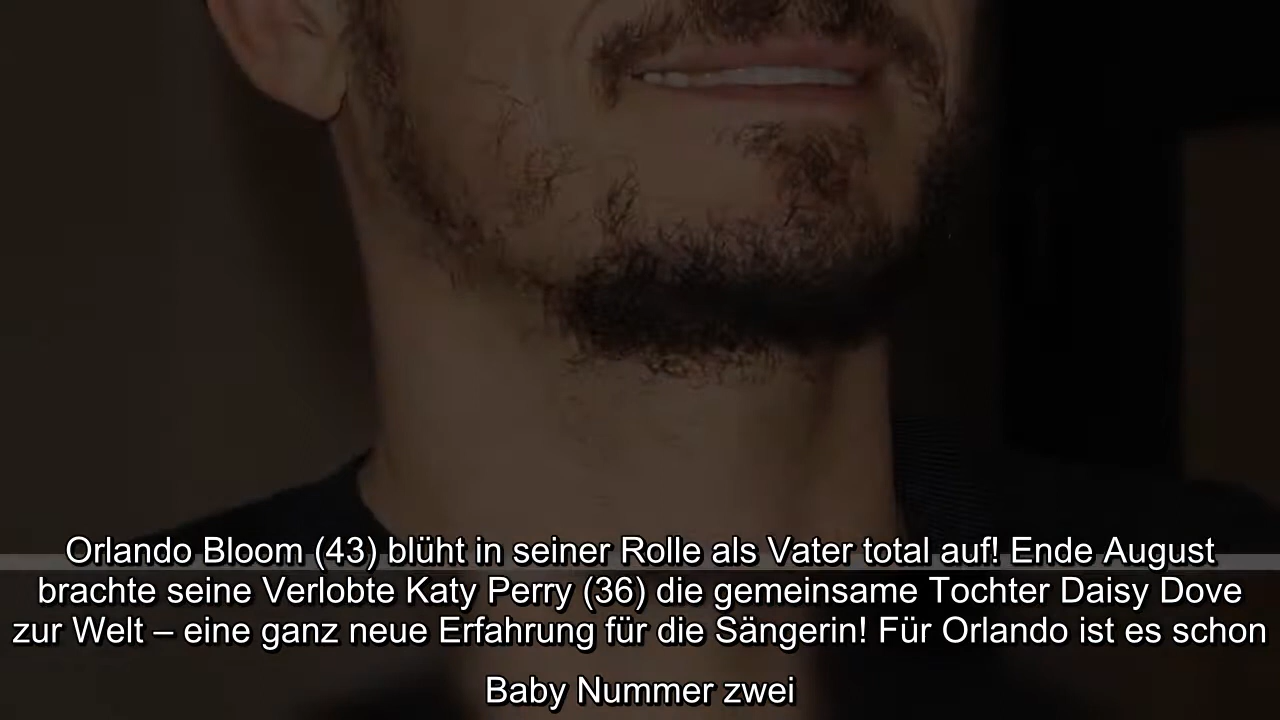 Orlando Bloom (43) blüht in seiner Rolle als Vater total auf! Ende August
brachte seine Verlobte Katy Perry (36) die gemeinsame Tochter Daisy Dove
zur Welt – eine ganz neue Erfahrung für die Sängerin! Für Orlando ist es schon
Baby Nummer zwei